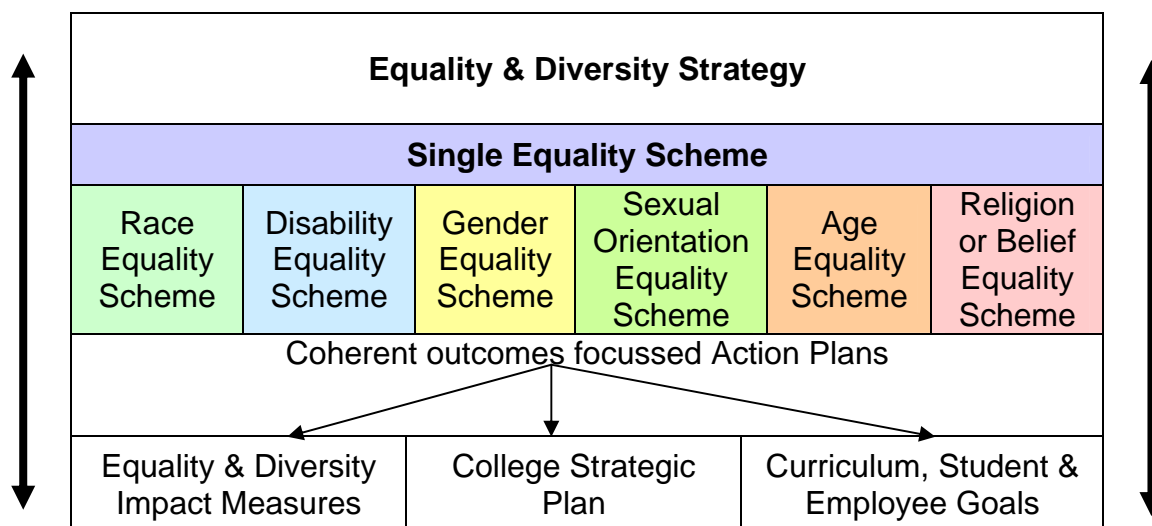 Equality & Diversity Strategy
Single Equality Scheme
Race
Equality
Scheme
Disability
Equality
Scheme
Gender
Equality
Scheme
Sexual
Orientation
Equality
Scheme
Age
Equality
Scheme
Religion
or Belief
Equality
Scheme
Coherent outcomes focussed Action Plans
Equality & Diversity
Impact Measures
College Strategic
Plan
Curriculum, Student &
Employee Goals